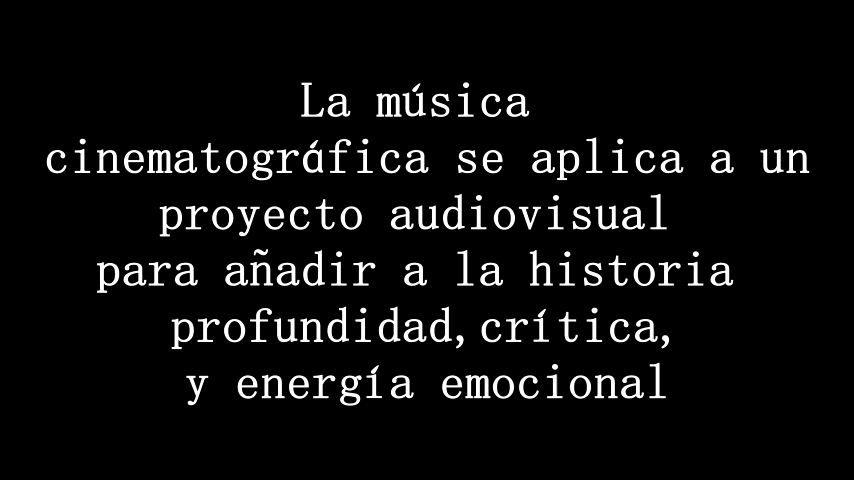 La música
cinematográfica se aplica a un
proyecto audiovisual
para añadir a la historia
profundidad,crítica,
y energía emocional